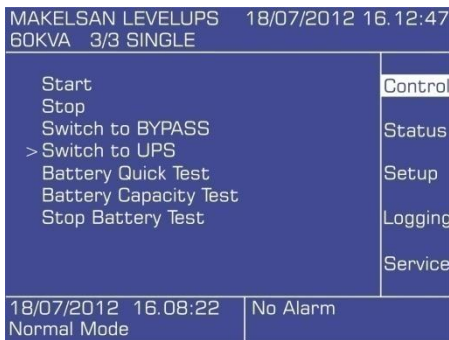 MAKELSAN LEVELUPS 18/07/2012 16.12:47
60KVA 3/3 SINGLE
Start
Stop
Switch to BYPASS
> Switch to UPS
Battery Quick Test
Battery Capacity Test
Stop Battery Test
Control
Status
Setup
Logging
Service
18/07/2012 16.08:22
Normal Mode
No Alarm